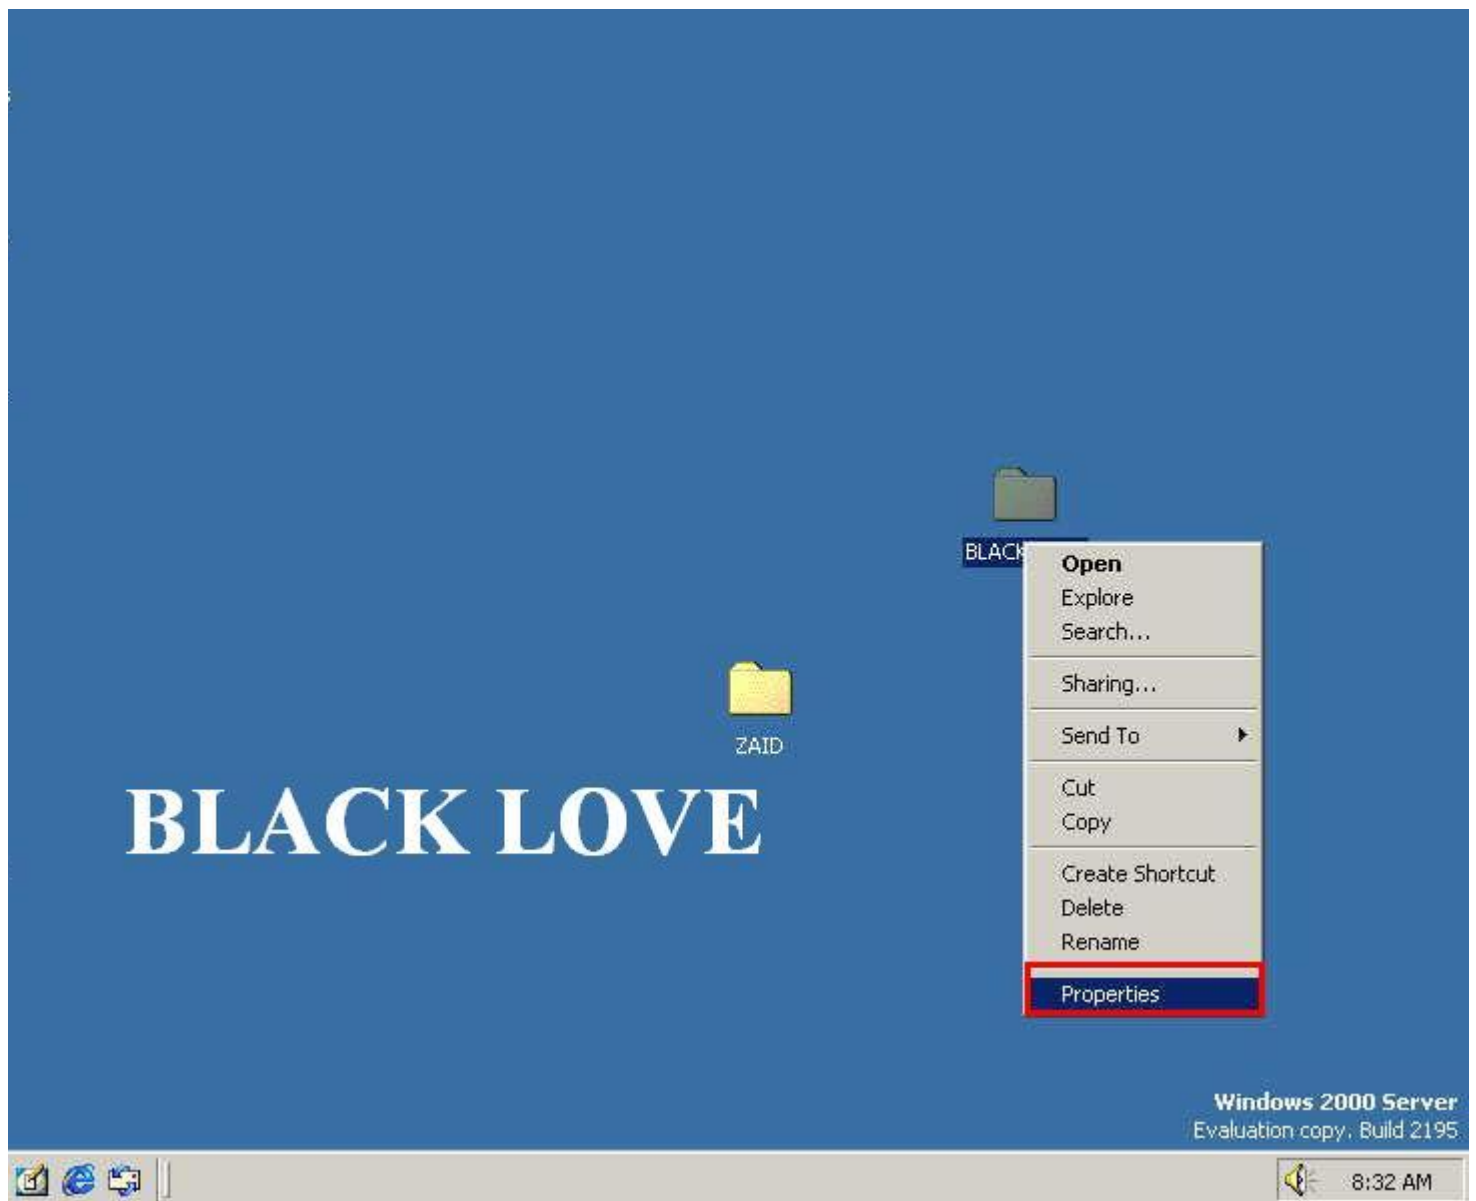 BLACK
Open
Explore
Search...
Sharing...
Send To
ZAID
Cut
Copy
BLACK LOVE
Create Shortcut
Delete
Rename
Properties
Windows 2000 Server
Evaluation copy. Build 2195
8:32 AM